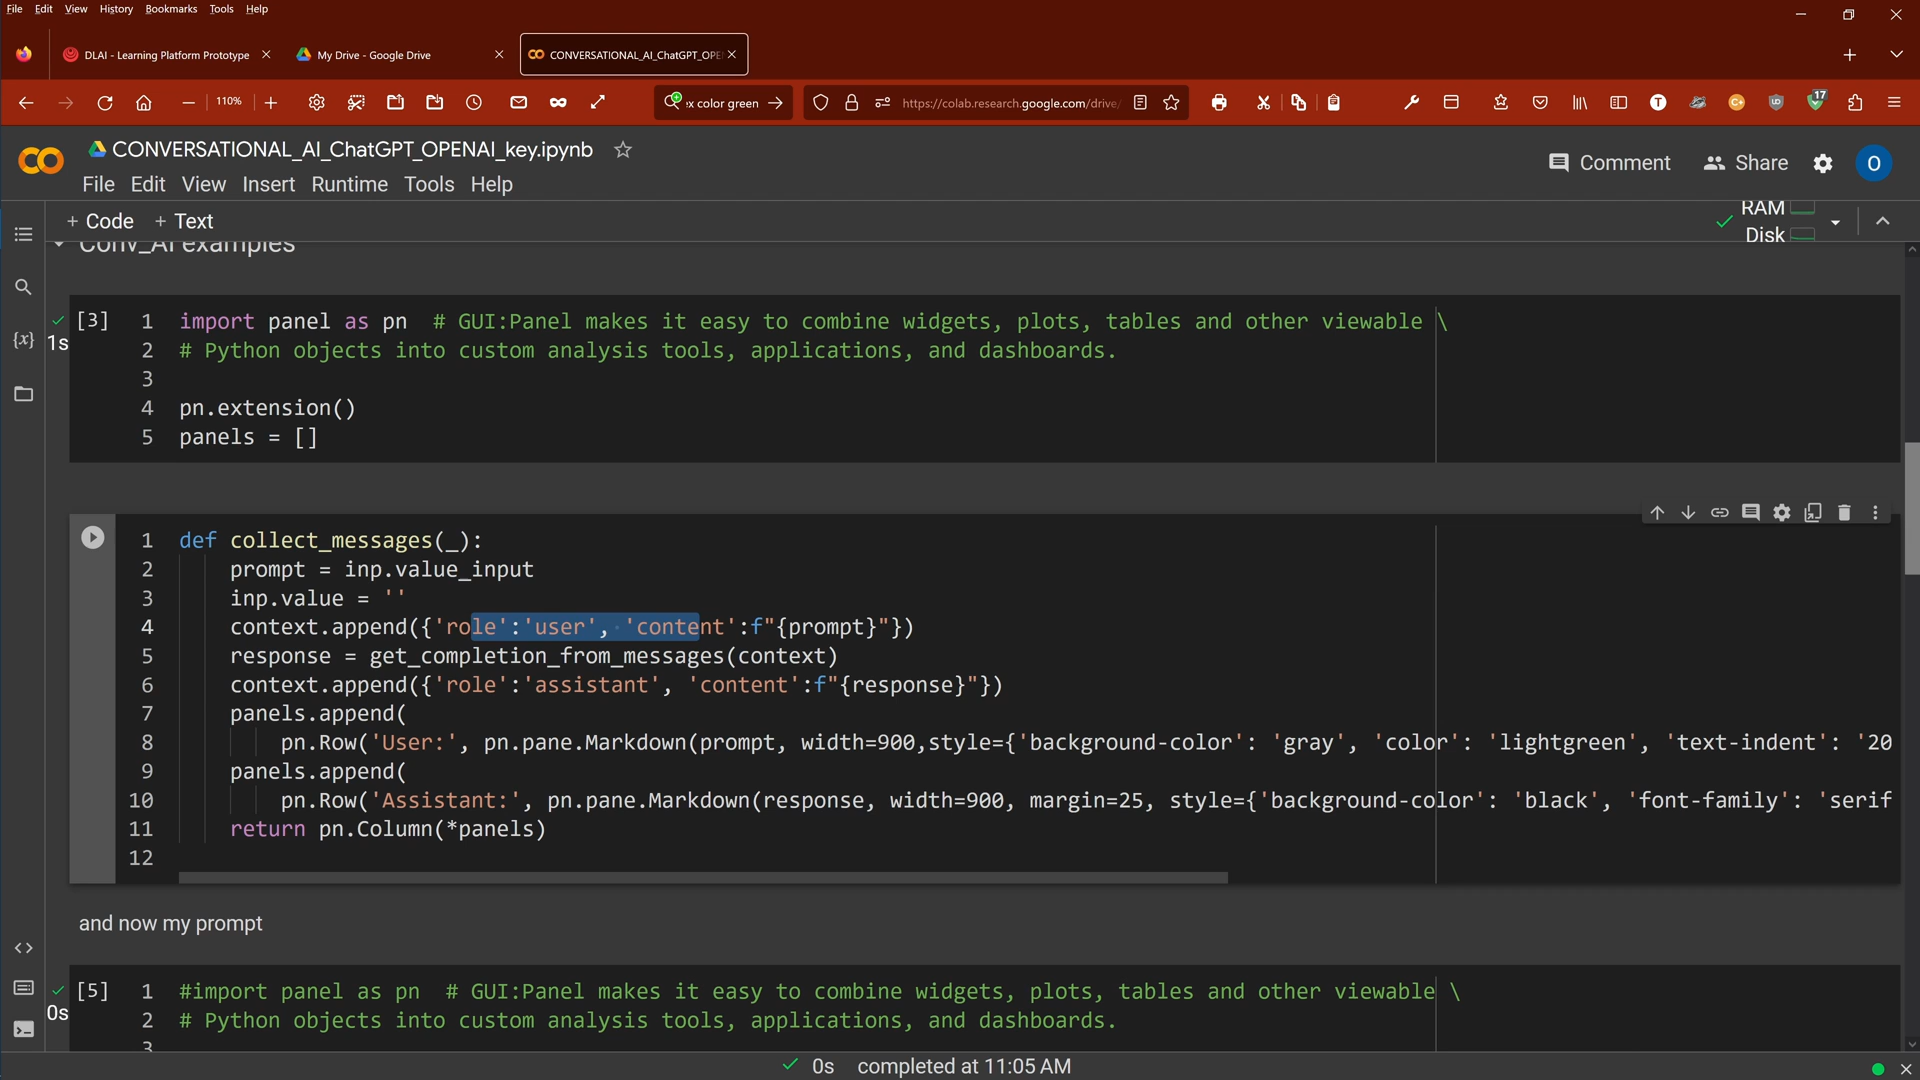 File Edit View History Bookmarks Tools Help
DLAI - Learning Platform Prototype
My Drive - Google Drive
CONVERSATIONAL_AI_ChatGPT_OPE
110%
x color green
https://colab.research.google.com/drive/
17
CONVERSATIONAL_AI_ChatGPT_OPENAI_key.ipynb
Comment Share O
File Edit View Insert Runtime Tools Help
+ Code + Text
RAM
Disk
Conv_AI examples
[3] 1 import panel as pn # GUI:Panel makes it easy to combine widgets, plots, tables and other viewable \
1s 2 # Python objects into custom analysis tools, applications, and dashboards.
3
4 pn.extension()
5 panels = []
1 def collect_messages(_):
2 prompt = inp.value_input
3 inp.value = ''
4 context.append({'role':'user', 'content':f"{prompt}"})
5 response = get_completion_from_messages(context)
6 context.append({'role':'assistant', 'content':f"{response}"})
7 panels.append(
8 pn.Row('User:', pn.pane.Markdown(prompt, width=900,style={'background-color': 'gray', 'color': 'lightgreen', 'text-indent': '20
9 panels.append(
10 pn.Row('Assistant:', pn.pane.Markdown(response, width=900, margin=25, style={'background-color': 'black', 'font-family': 'serif
11 return pn.Column(*panels)
12
and now my prompt
[5] 1 #import panel as pn # GUI:Panel makes it easy to combine widgets, plots, tables and other viewable \
0s 2 # Python objects into custom analysis tools, applications, and dashboards.
3
0s completed at 11:05 AM